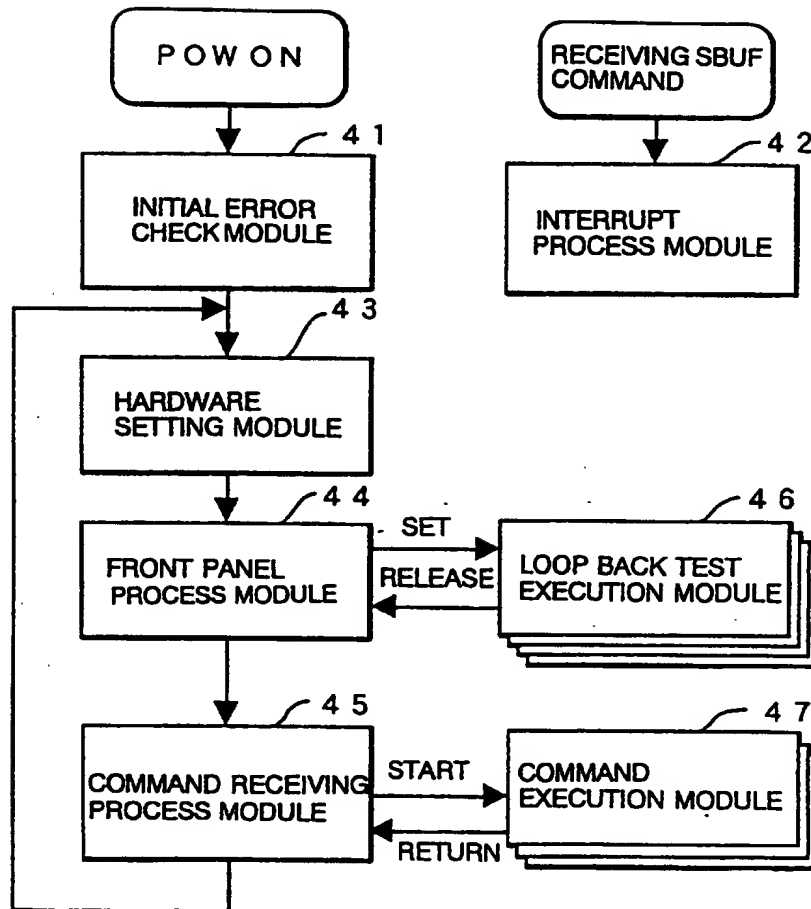 POW ON
RECEIVING SBUF
COMMAND
41
INITIAL ERROR
CHECK MODULE
42
INTERRUPT
PROCESS MODULE
43
HARDWARE
SETTING MODULE
44
FRONT PANEL
PROCESS MODULE
SET
RELEASE
46
LOOP BACK TEST
EXECUTION MODULE
45
COMMAND RECEIVING
PROCESS MODULE
START
RETURN
47
COMMAND
EXECUTION MODULE